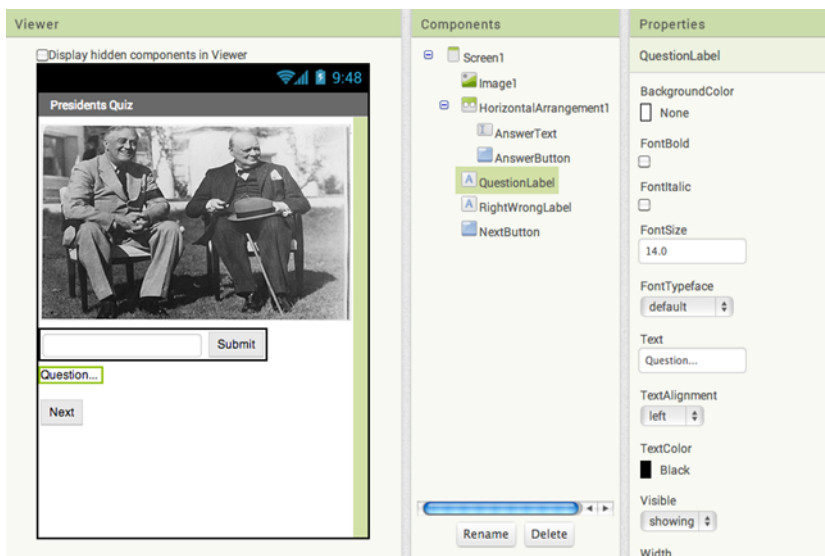 Viewer
Display hidden components in Viewer
9:48
Presidents Quiz
Submit
Question...
Next
Components
Screen1
Image1
HorizontalArrangement1
AnswerText
AnswerButton
QuestionLabel
RightWrongLabel
NextButton
Rename Delete
Properties
QuestionLabel
BackgroundColor
None
FontBold
FontItalic
FontSize
14.0
FontTypeface
default
Text
Question...
TextAlignment
left
TextColor
Black
Visible
showing
Width